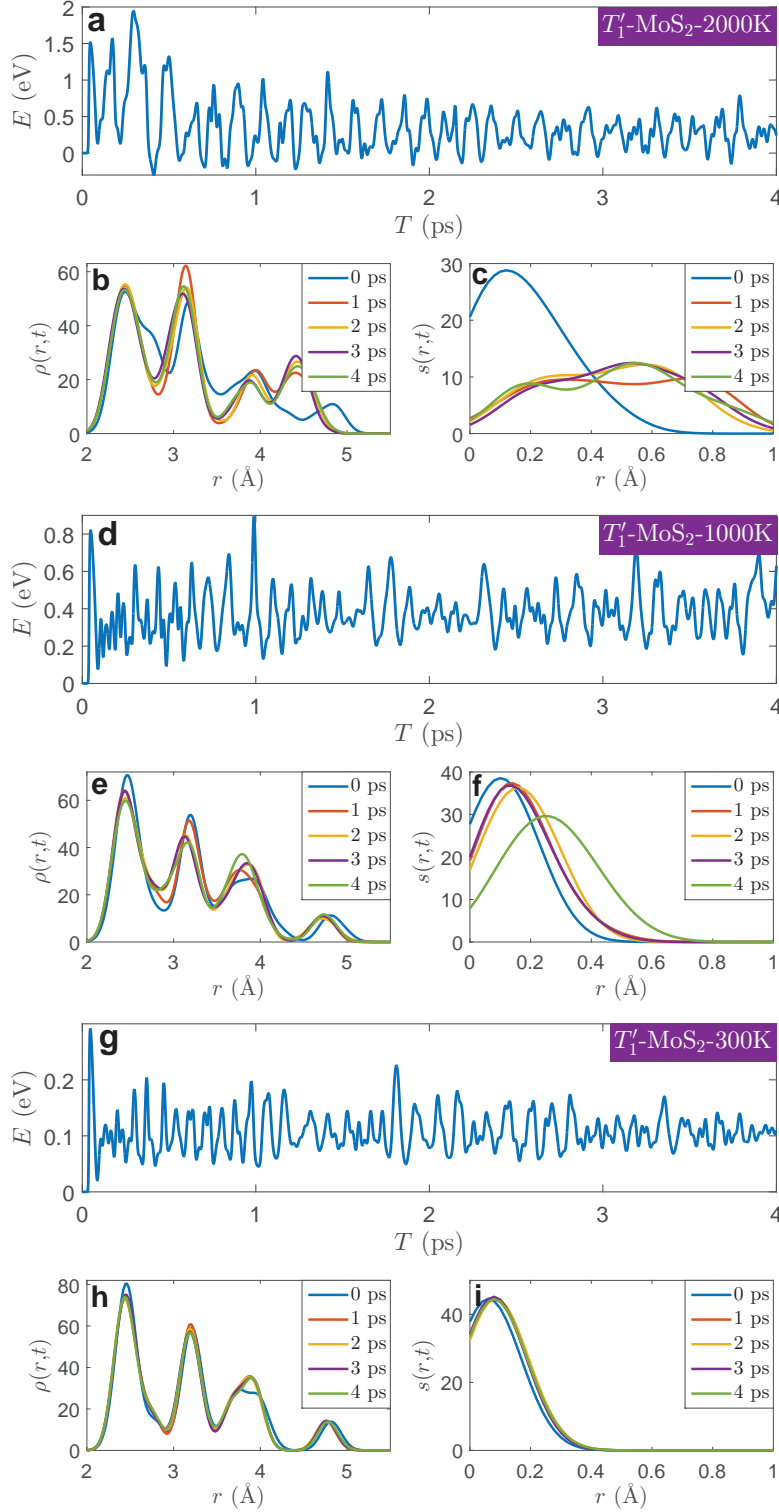 a
T′₁-MoS₂-2000K
E (eV)
2
1.5
1
0.5
0
0 1 2 3 4
T (ps)
b
ρ(r,t)
60
40
20
0
2 3 4 5
r (Å)
0 ps
1 ps
2 ps
3 ps
4 ps
c
s(r,t)
30
20
10
0
0 0.2 0.4 0.6 0.8 1
r (Å)
0 ps
1 ps
2 ps
3 ps
4 ps
d
T′₁-MoS₂-1000K
E (eV)
0.8
0.6
0.4
0.2
0
0 1 2 3 4
T (ps)
e
ρ(r,t)
60
40
20
0
2 3 4 5
r (Å)
0 ps
1 ps
2 ps
3 ps
4 ps
f
s(r,t)
40
30
20
10
0
0 0.2 0.4 0.6 0.8 1
r (Å)
0 ps
1 ps
2 ps
3 ps
4 ps
g
T′₁-MoS₂-300K
E (eV)
0.2
0.1
0
0 1 2 3 4
T (ps)
h
ρ(r,t)
80
60
40
20
0
2 3 4 5
r (Å)
0 ps
1 ps
2 ps
3 ps
4 ps
i
s(r,t)
40
20
0
0 0.2 0.4 0.6 0.8 1
r (Å)
0 ps
1 ps
2 ps
3 ps
4 ps